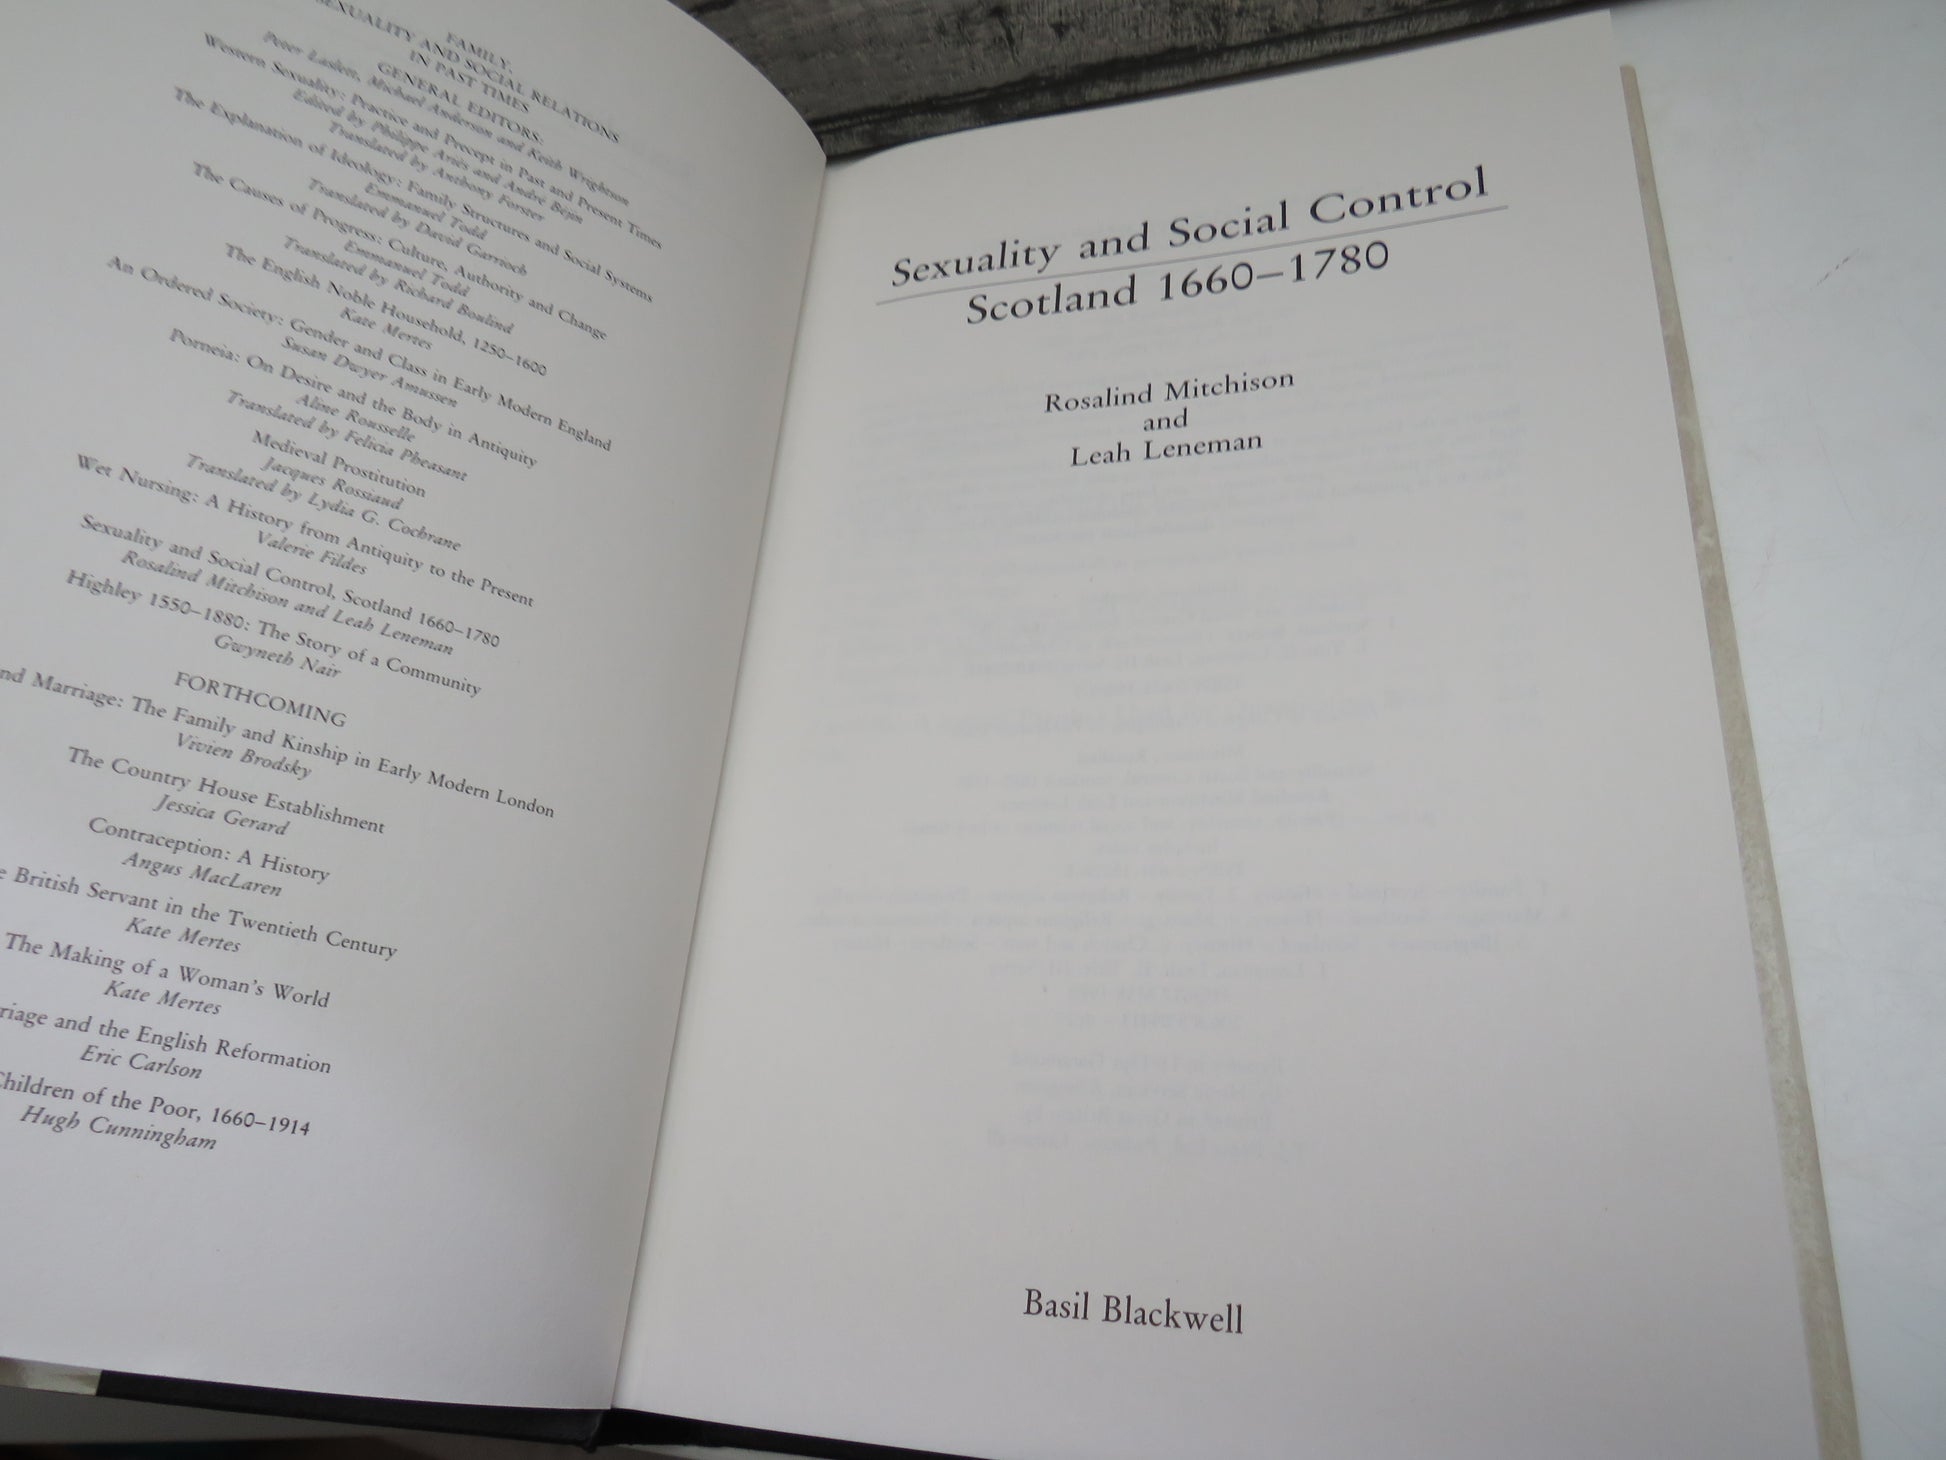 FAMILY,
SEXUALITY AND SOCIAL RELATIONS
IN PAST TIMES
GENERAL EDITORS:
Peter Laslett, Michael Anderson and Keith Wrightson
Western Sexuality: Practice and Precept in Past and Present Times
Edited by Philippe Ariès and André Béjin
Translated by Anthony Forster
The Explanation of Ideology: Family Structures and Social Systems
Emmanuel Todd
Translated by David Garrioch
The Causes of Progress: Culture, Authority and Change
Emmanuel Todd
Translated by Richard Boulind
The English Noble Household, 1250–1600
Kate Mertes
An Ordered Society: Gender and Class in Early Modern England
Susan Dwyer Amussen
Porneia: On Desire and the Body in Antiquity
Aline Rousselle
Translated by Felicia Pheasant
Medieval Prostitution
Jacques Rossiaud
Translated by Lydia G. Cochrane
Wet Nursing: A History from Antiquity to the Present
Valerie Fildes
Sexuality and Social Control, Scotland 1660–1780
Rosalind Mitchison and Leah Leneman
Highley 1550–1880: The Story of a Community
Gwyneth Nair
FORTHCOMING
Marriage: The Family and Kinship in Early Modern London
Vivien Brodsky
The Country House Establishment
Jessica Gerard
Contraception: A History
Angus MacLaren
British Servant in the Twentieth Century
Kate Mertes
The Making of a Woman's World
Kate Mertes
riage and the English Reformation
Eric Carlson
Children of the Poor, 1660–1914
Hugh Cunningham
Sexuality and Social Control
Scotland 1660–1780
Rosalind Mitchison
and
Leah Leneman
Basil Blackwell